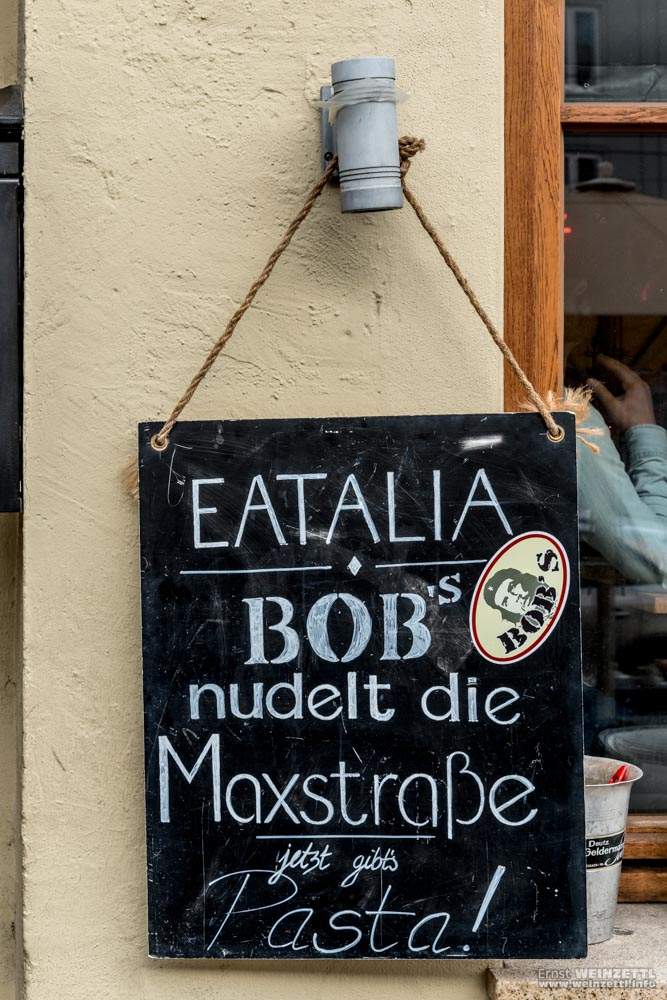 EATALIA
BOB's
BOB'S
nudelt die
Maxstraße
jetzt gibt's
Pasta!
Deutz
Ernst WEINZETTL
www.weinzettl.info